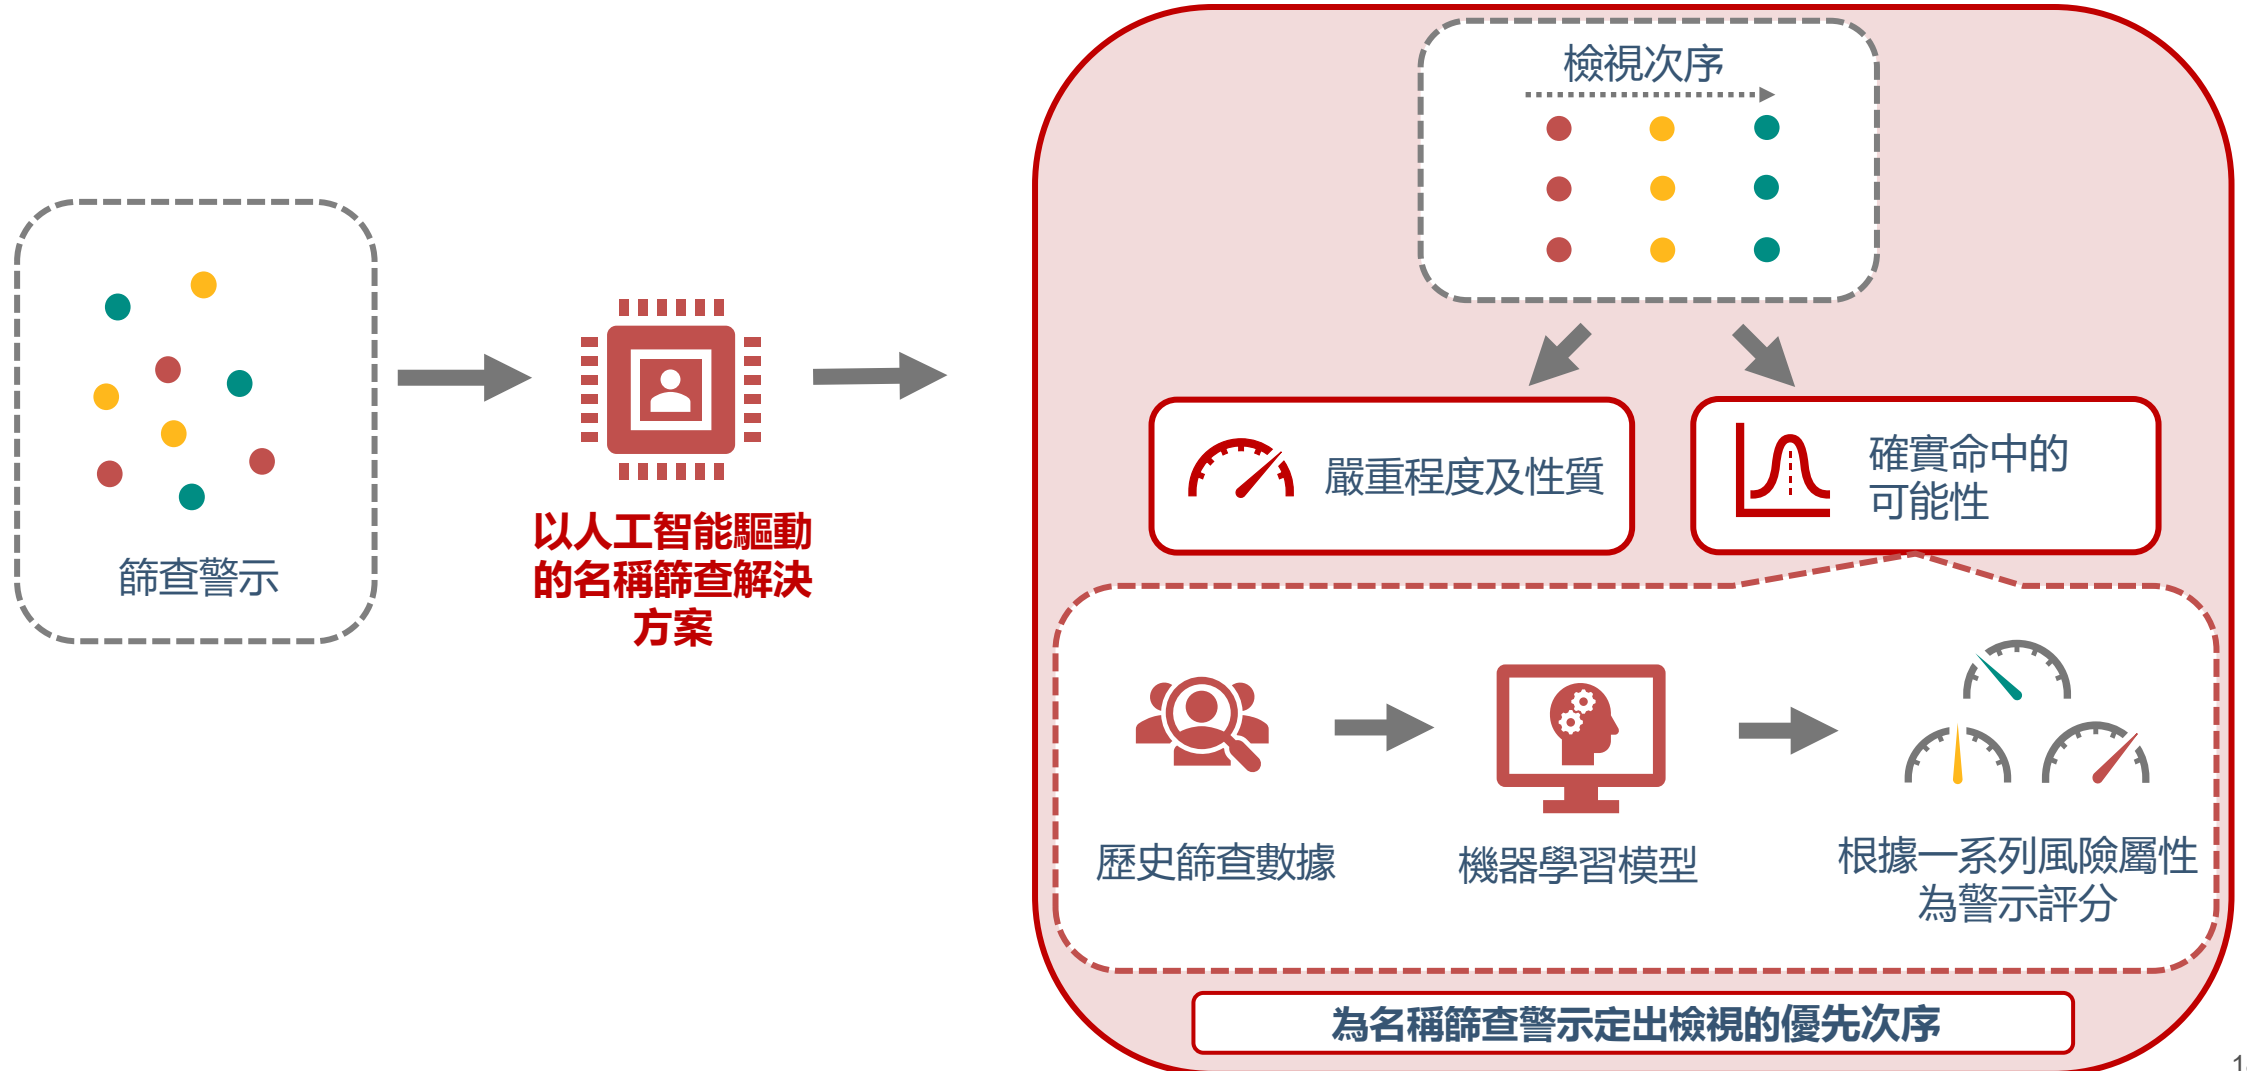 檢視次序
篩查警示
以人工智能驅動
的名稱篩查解決
方案
嚴重程度及性質
確實命中的
可能性
歷史篩查數據
機器學習模型
根據一系列風險屬性
為警示評分
為名稱篩查警示定出檢視的優先次序